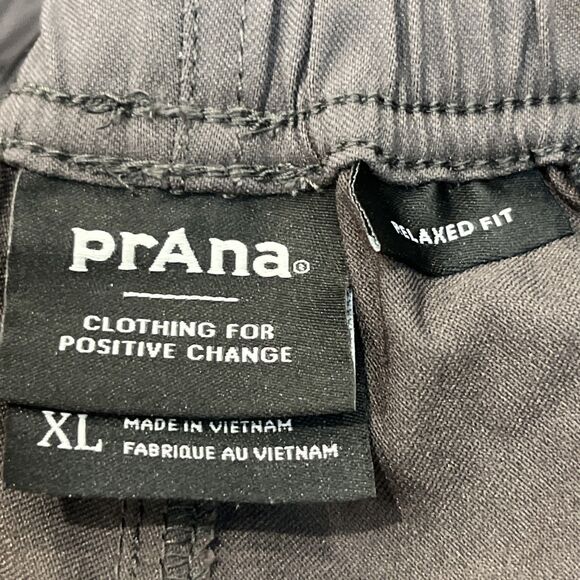 prAna®
CLOTHING FOR
POSITIVE CHANGE
XL
MADE IN VIETNAM
FABRIQUE AU VIETNAM
RELAXED FIT